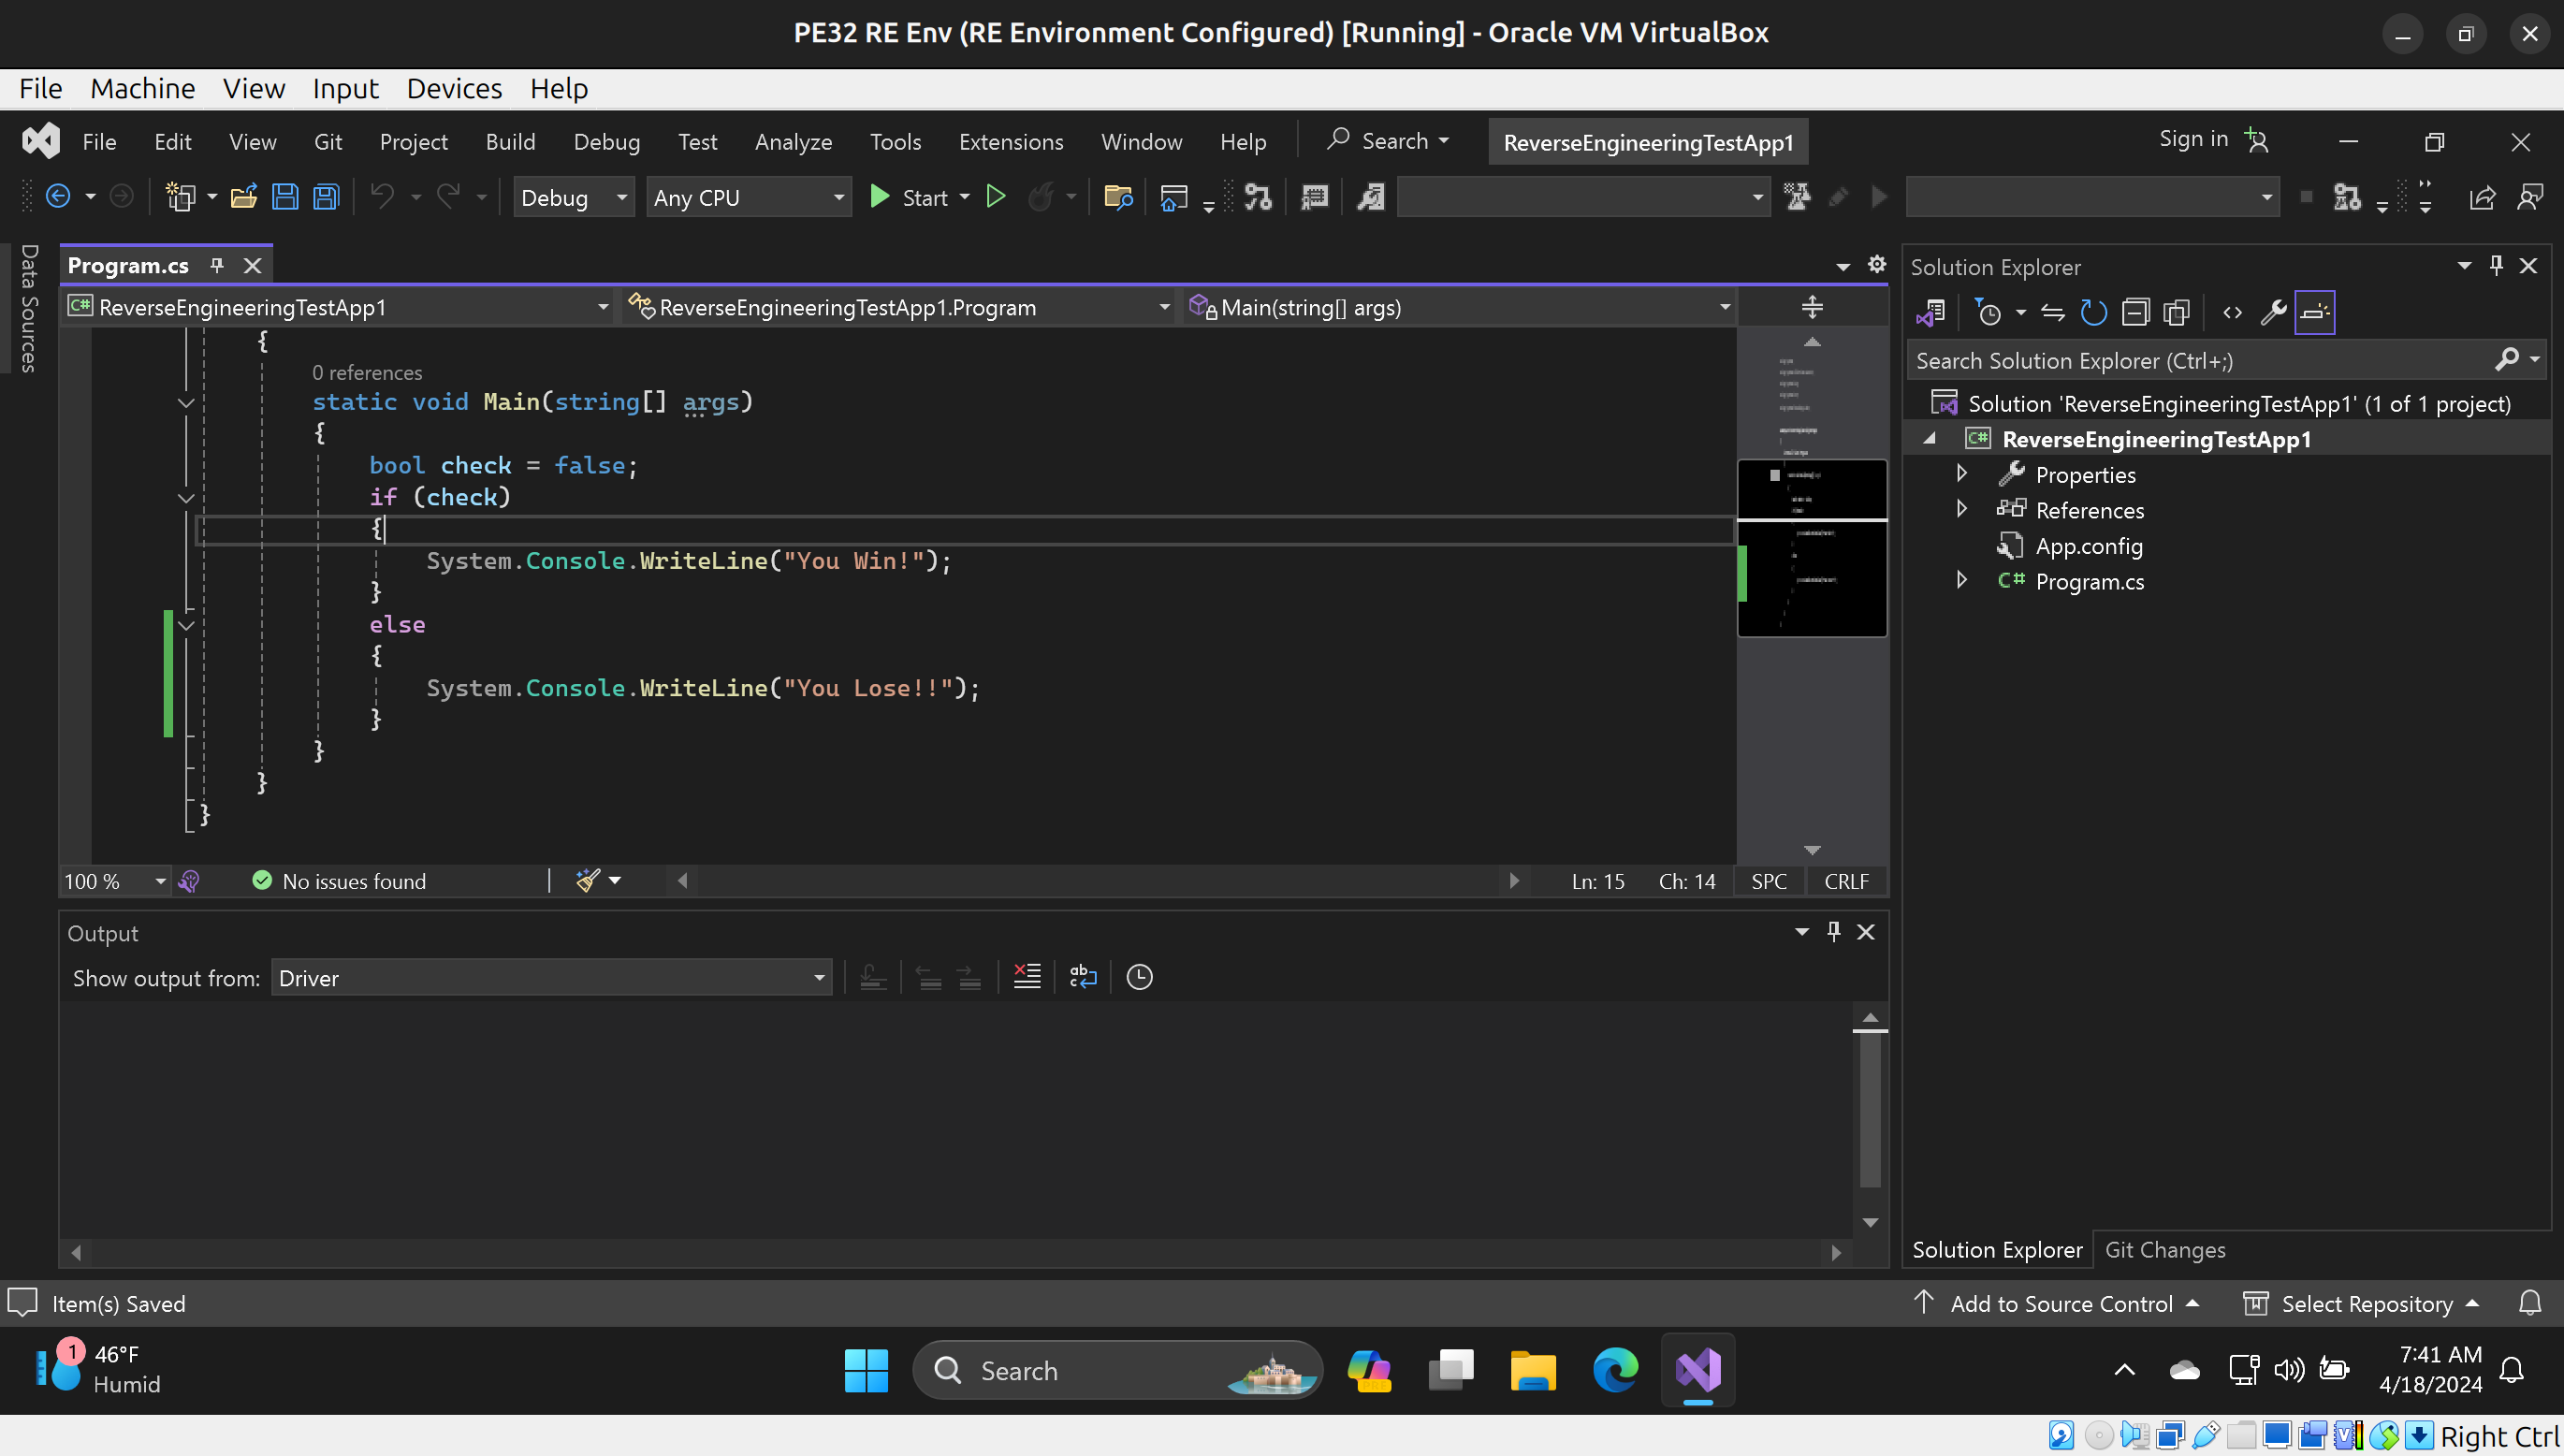 PE32 RE Env (RE Environment Configured) [Running] - Oracle VM VirtualBox
File Machine View Input Devices Help
File Edit View Git Project Build Debug Test Analyze Tools Extensions Window Help Search ReverseEngineeringTestApp1 Sign in
Debug Any CPU Start
Data Sources
Program.cs
ReverseEngineeringTestApp1 ReverseEngineeringTestApp1.Program Main(string[] args)
{
0 references
static void Main(string[] args)
{
bool check = false;
if (check)
{
System.Console.WriteLine("You Win!");
}
else
{
System.Console.WriteLine("You Lose!!");
}
}
}
}
100 % No issues found Ln: 15 Ch: 14 SPC CRLF
Output
Show output from: Driver
Solution Explorer
Search Solution Explorer (Ctrl+;)
Solution 'ReverseEngineeringTestApp1' (1 of 1 project)
C# ReverseEngineeringTestApp1
Properties
References
App.config
C# Program.cs
Solution Explorer Git Changes
Item(s) Saved Add to Source Control Select Repository
1 46°F
Humid
Search
7:41 AM
4/18/2024
Right Ctrl